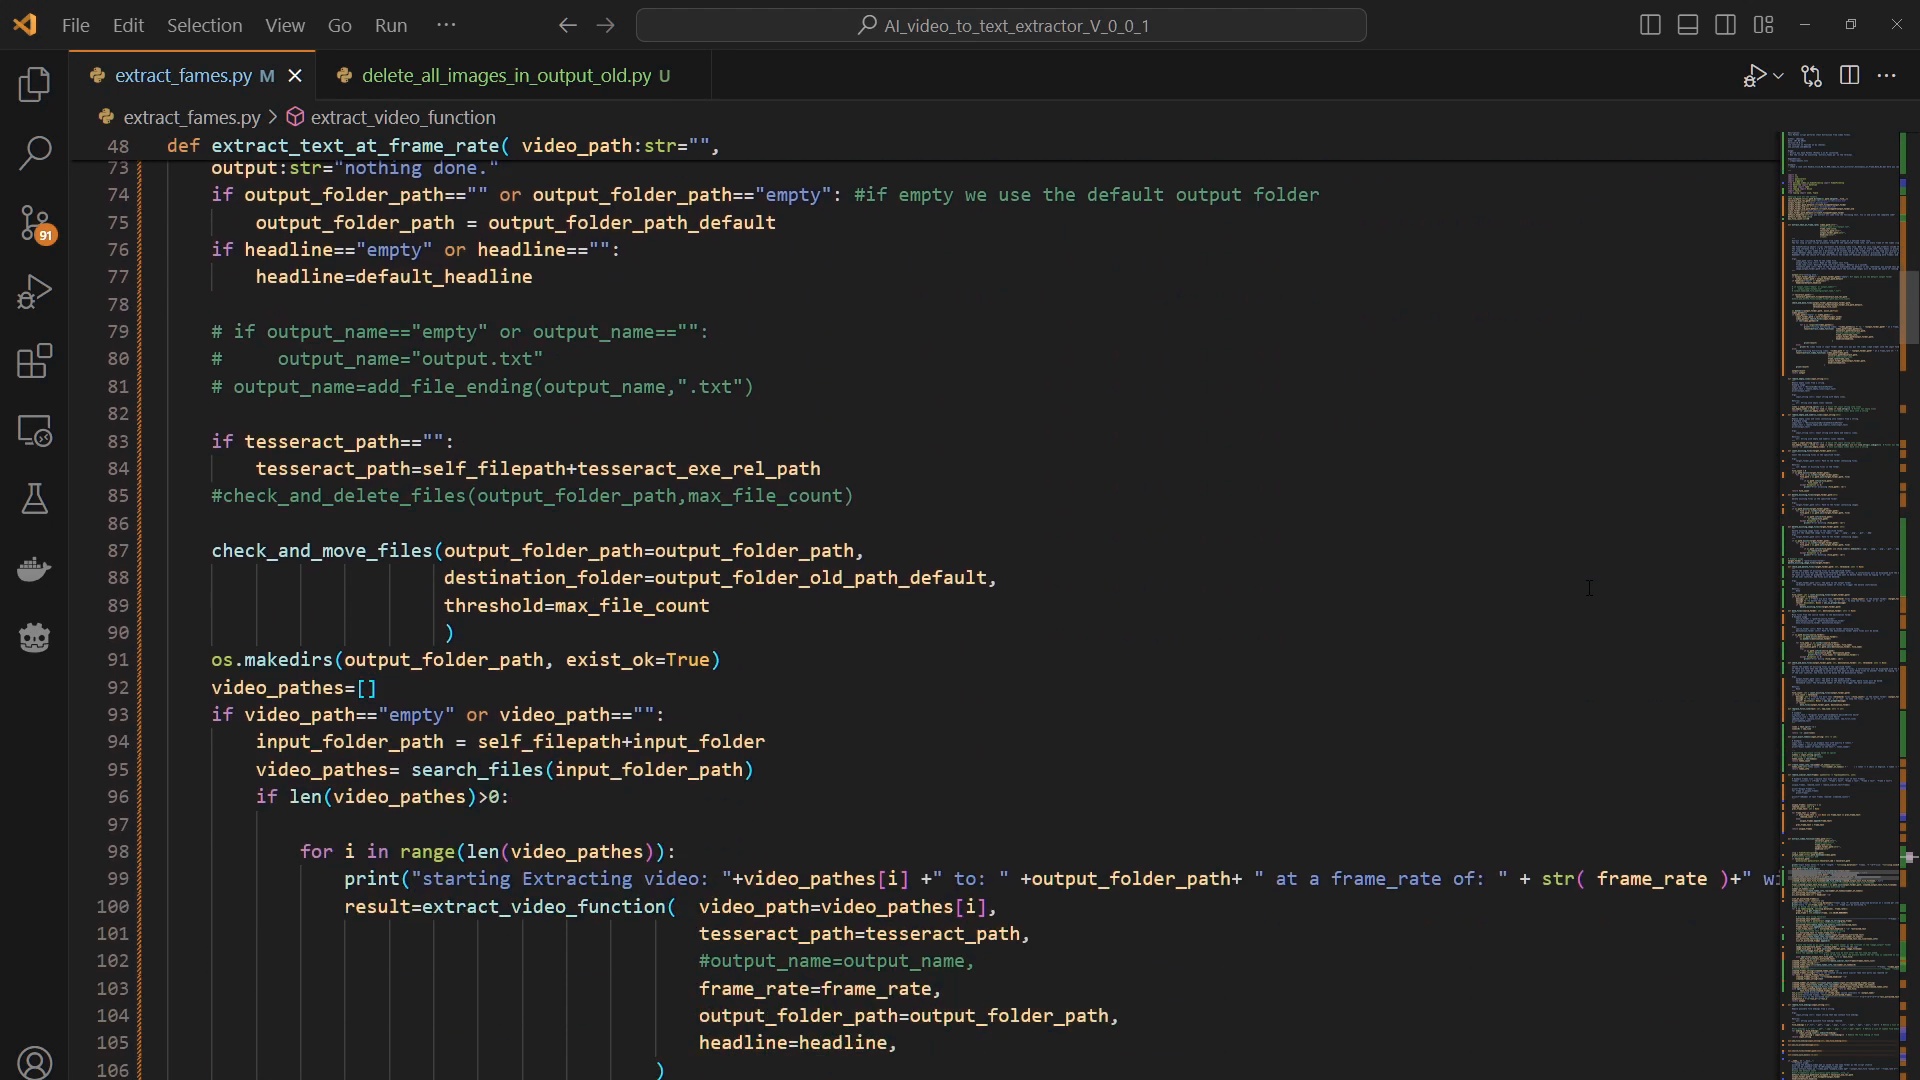 File Edit Selection View Go Run ··· AI_video_to_text_extractor_V_0_0_1
extract_fames.py M delete_all_images_in_output_old.py U
extract_fames.py > extract_video_function
48 def extract_text_at_frame_rate( video_path:str="",
73 output:str="nothing done."
74 if output_folder_path=="" or output_folder_path=="empty": #if empty we use the default output folder
75 output_folder_path = output_folder_path_default
76 if headline=="empty" or headline=="":
77 headline=default_headline
78
79 # if output_name=="empty" or output_name=="":
80 # output_name="output.txt"
81 # output_name=add_file_ending(output_name,".txt")
82
83 if tesseract_path=="":
84 tesseract_path=self_filepath+tesseract_exe_rel_path
85 #check_and_delete_files(output_folder_path,max_file_count)
86
87 check_and_move_files(output_folder_path=output_folder_path,
88 destination_folder=output_folder_old_path_default,
89 threshold=max_file_count
90 )
91 os.makedirs(output_folder_path, exist_ok=True)
92 video_pathes=[]
93 if video_path=="empty" or video_path=="":
94 input_folder_path = self_filepath+input_folder
95 video_pathes= search_files(input_folder_path)
96 if len(video_pathes)>0:
97
98 for i in range(len(video_pathes)):
99 print("starting Extracting video: "+video_pathes[i] +" to: " +output_folder_path+ " at a frame_rate of: " + str( frame_rate )+" wi
100 result=extract_video_function( video_path=video_pathes[i],
101 tesseract_path=tesseract_path,
102 #output_name=output_name,
103 frame_rate=frame_rate,
104 output_folder_path=output_folder_path,
105 headline=headline,
106 )
91